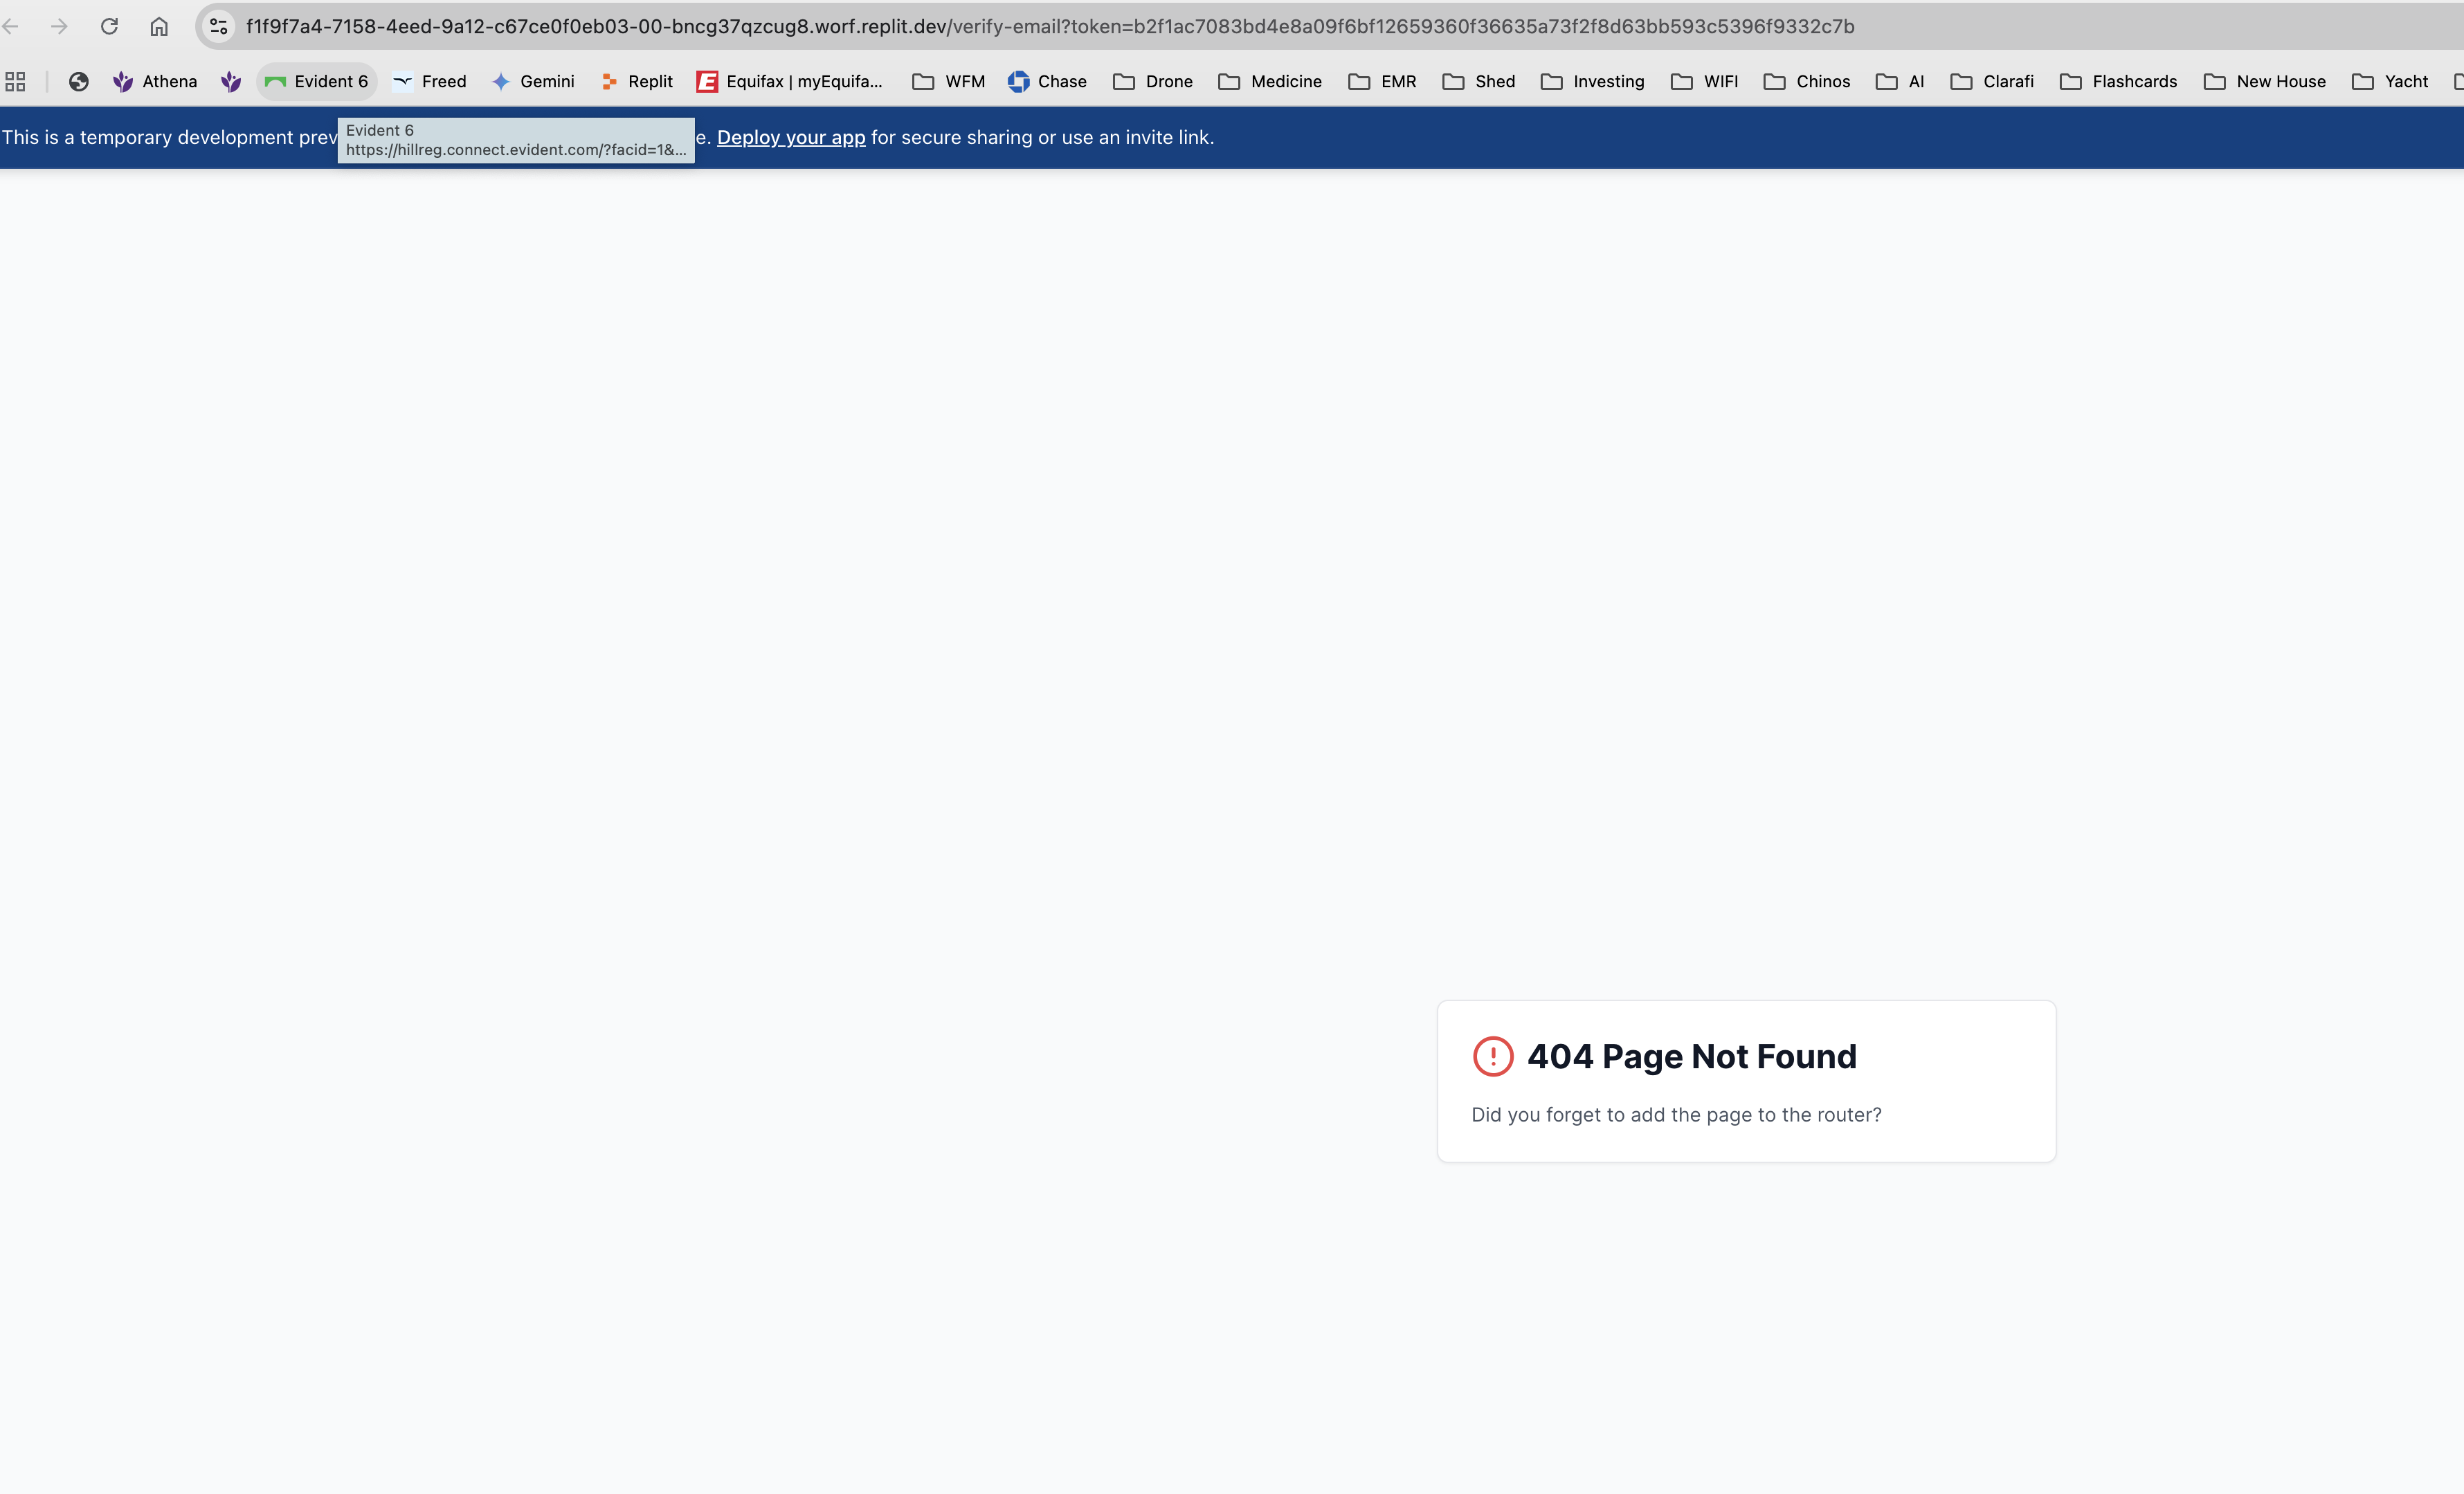 f1f9f7a4-7158-4eed-9a12-c67ce0f0eb03-00-bncg37qzcug8.worf.replit.dev/verify-email?token=b2f1ac7083bd4e8a09f6bf12659360f36635a73f2f8d63bb593c5396f9332c7b
Athena Evident 6 Freed Gemini Replit Equifax | myEquifa... WFM Chase Drone Medicine EMR Shed Investing WIFI Chinos AI Clarafi Flashcards New House Yacht
This is a temporary development prev e. Deploy your app for secure sharing or use an invite link.
Evident 6
https://hillreg.connect.evident.com/?facid=1&...
404 Page Not Found
Did you forget to add the page to the router?